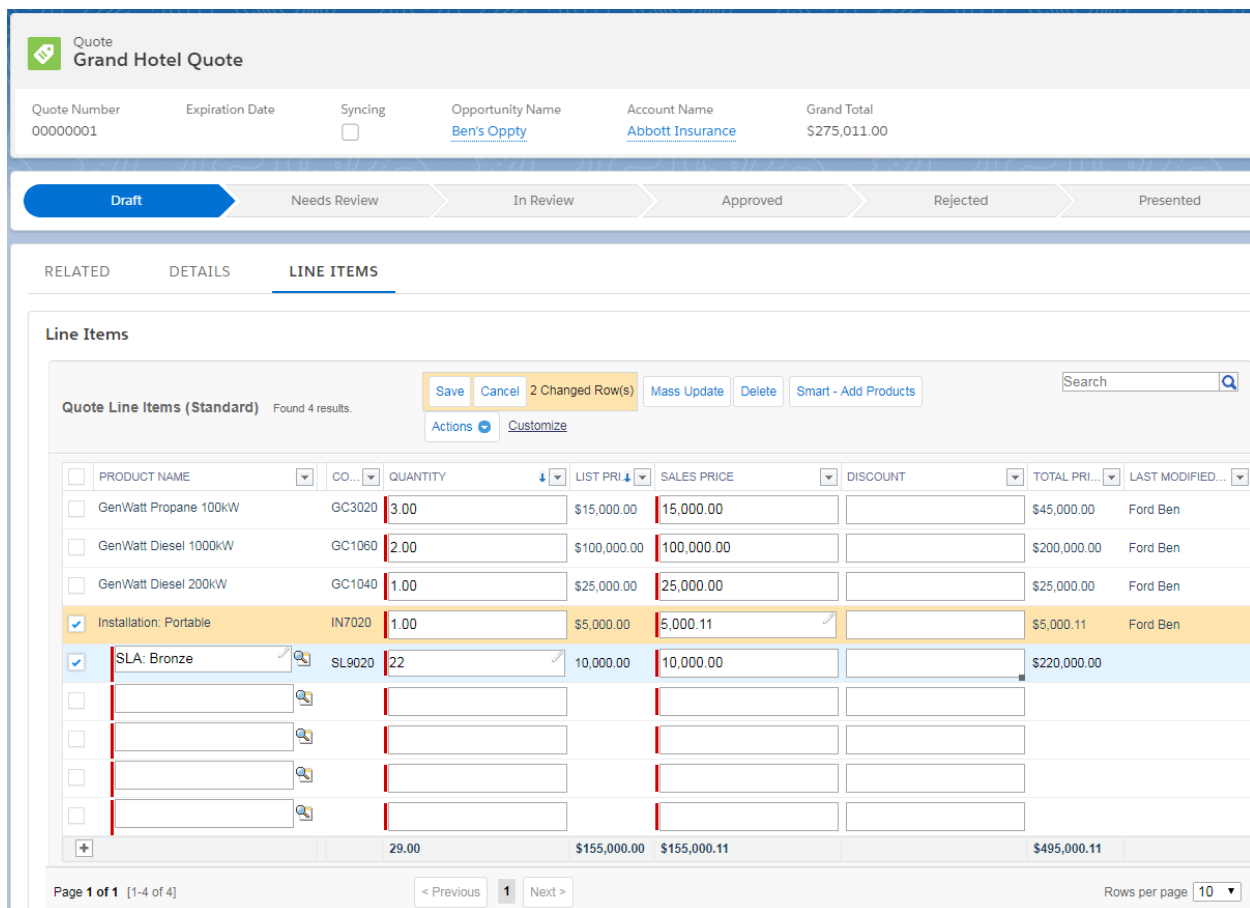 Quote
Grand Hotel Quote
Quote Number Expiration Date Syncing Opportunity Name Account Name Grand Total
00000001 Ben's Oppty Abbott Insurance $275,011.00
Draft Needs Review In Review Approved Rejected Presented
RELATED DETAILS LINE ITEMS
Line Items
Save Cancel 2 Changed Row(s) Mass Update Delete Smart - Add Products Search
Quote Line Items (Standard) Found 4 results.
Actions Customize
PRODUCT NAME CO... QUANTITY LIST PRI... SALES PRICE DISCOUNT TOTAL PRI... LAST MODIFIED...
GenWatt Propane 100kW GC3020 3.00 $15,000.00 15,000.00 $45,000.00 Ford Ben
GenWatt Diesel 1000kW GC1060 2.00 $100,000.00 100,000.00 $200,000.00 Ford Ben
GenWatt Diesel 200kW GC1040 1.00 $25,000.00 25,000.00 $25,000.00 Ford Ben
Installation: Portable IN7020 1.00 $5,000.00 5,000.11 $5,000.11 Ford Ben
SLA: Bronze SL9020 22 10,000.00 10,000.00 $220,000.00
29.00 $155,000.00 $155,000.11 $495,000.11
Page 1 of 1 [1-4 of 4] < Previous 1 Next > Rows per page 10